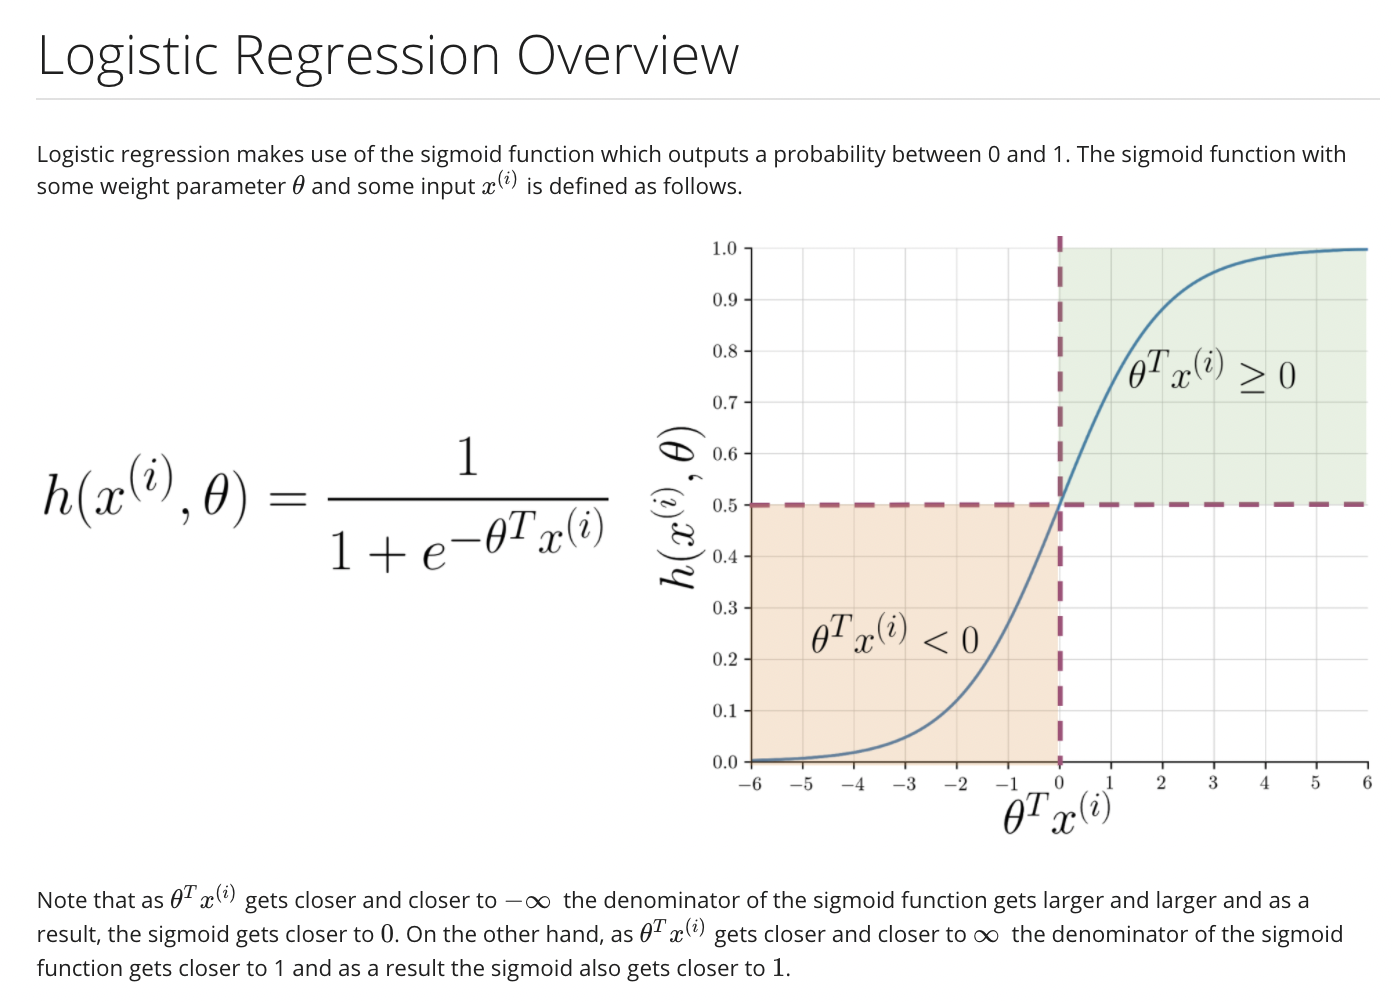 Logistic Regression Overview
Logistic regression makes use of the sigmoid function which outputs a probability between 0 and 1. The sigmoid function with
some weight parameter θ and some input x^(i) is defined as follows.
h(x^(i), θ) = 1 / (1 + e^(−θ^T x^(i)))
h(x^(i), θ)
1.0
0.9
0.8
0.7
0.6
0.5
0.4
0.3
0.2
0.1
0.0
θ^T x^(i) ≥ 0
θ^T x^(i) < 0
−6 −5 −4 −3 −2 −1 0 1 2 3 4 5 6
θ^T x^(i)
Note that as θ^T x^(i) gets closer and closer to −∞ the denominator of the sigmoid function gets larger and larger and as a
result, the sigmoid gets closer to 0. On the other hand, as θ^T x^(i) gets closer and closer to ∞ the denominator of the sigmoid
function gets closer to 1 and as a result the sigmoid also gets closer to 1.